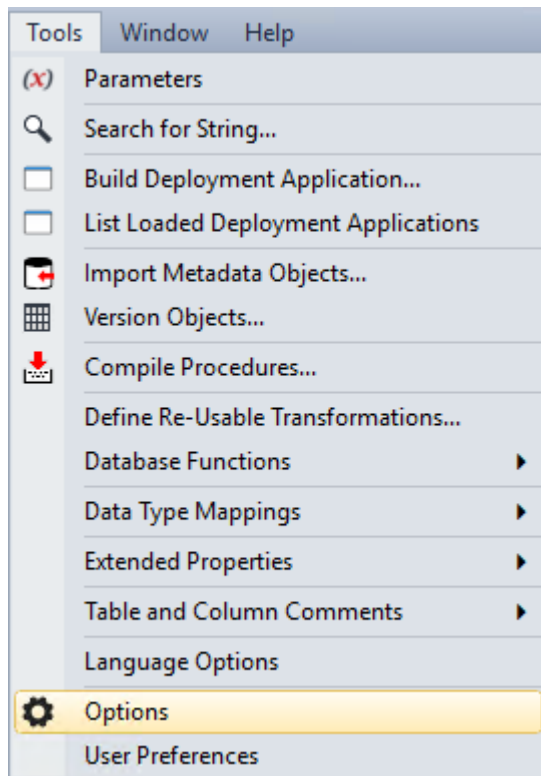 Tools Window Help
(x) Parameters
Search for String...
Build Deployment Application...
List Loaded Deployment Applications
Import Metadata Objects...
Version Objects...
Compile Procedures...
Define Re-Usable Transformations...
Database Functions
Data Type Mappings
Extended Properties
Table and Column Comments
Language Options
Options
User Preferences